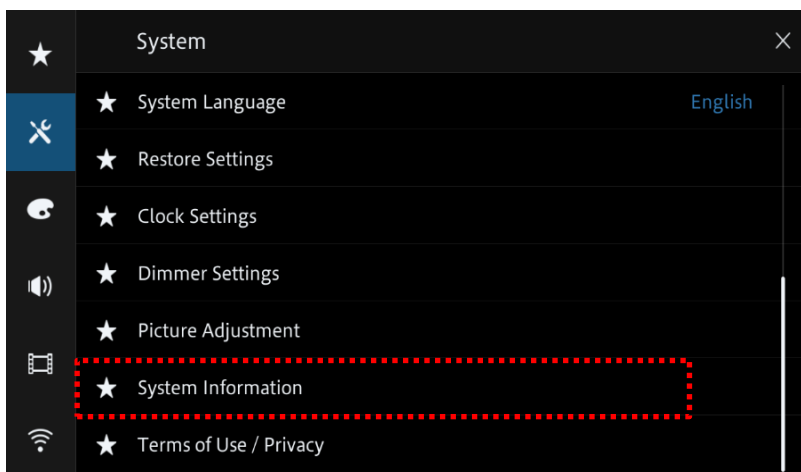 System
System Language English
Restore Settings
Clock Settings
Dimmer Settings
Picture Adjustment
System Information
Terms of Use / Privacy